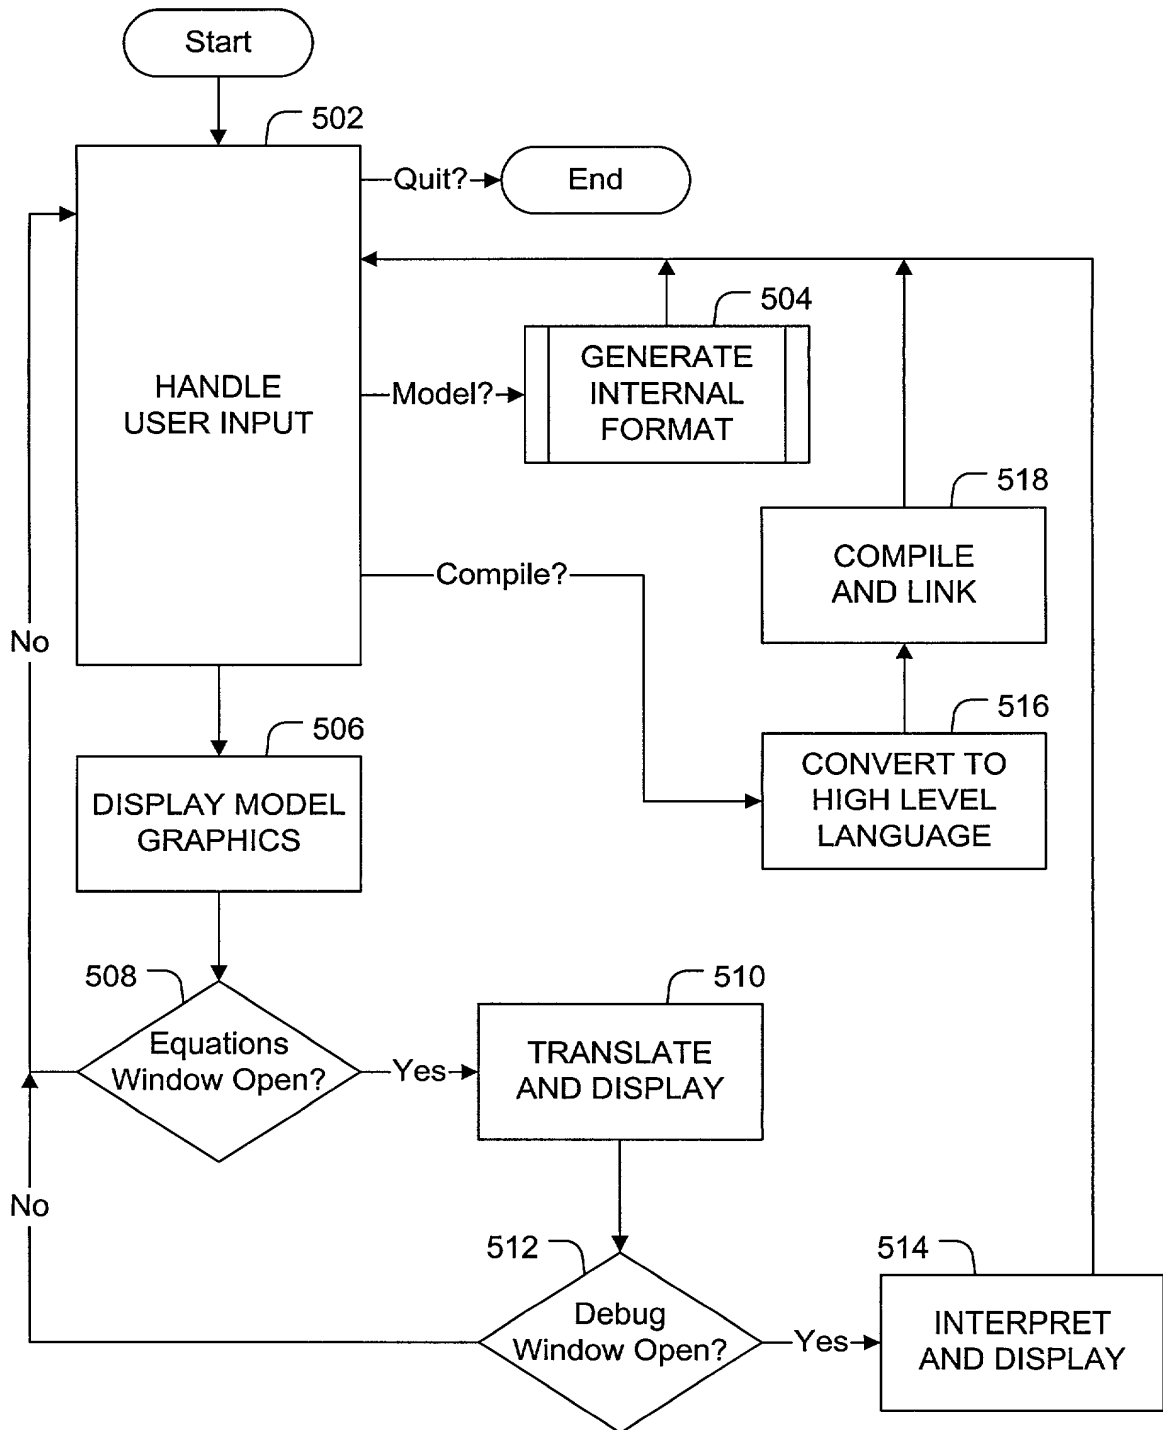 Start
502
Quit?
End
504
GENERATE
INTERNAL
FORMAT
HANDLE
USER INPUT
Model?
518
COMPILE
AND LINK
Compile?
No
506
DISPLAY MODEL
GRAPHICS
516
CONVERT TO
HIGH LEVEL
LANGUAGE
508
Equations
Window Open?
Yes
510
TRANSLATE
AND DISPLAY
No
512
Debug
Window Open?
Yes
514
INTERPRET
AND DISPLAY